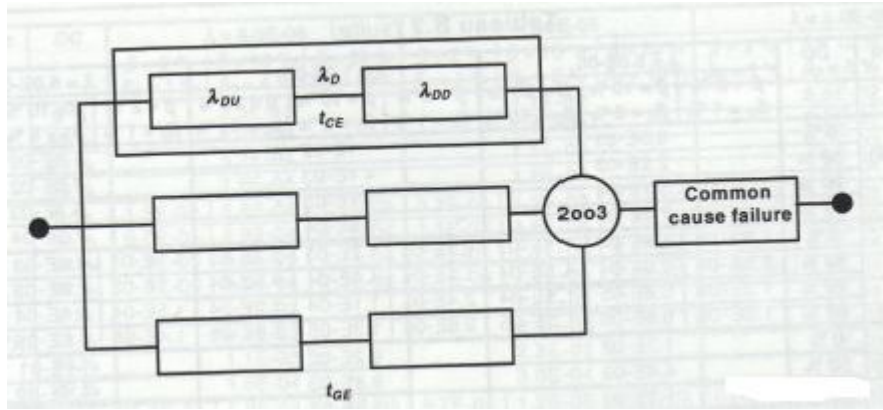 λD
λDU
λDD
tCE
2oo3
Common
cause failure
tGE